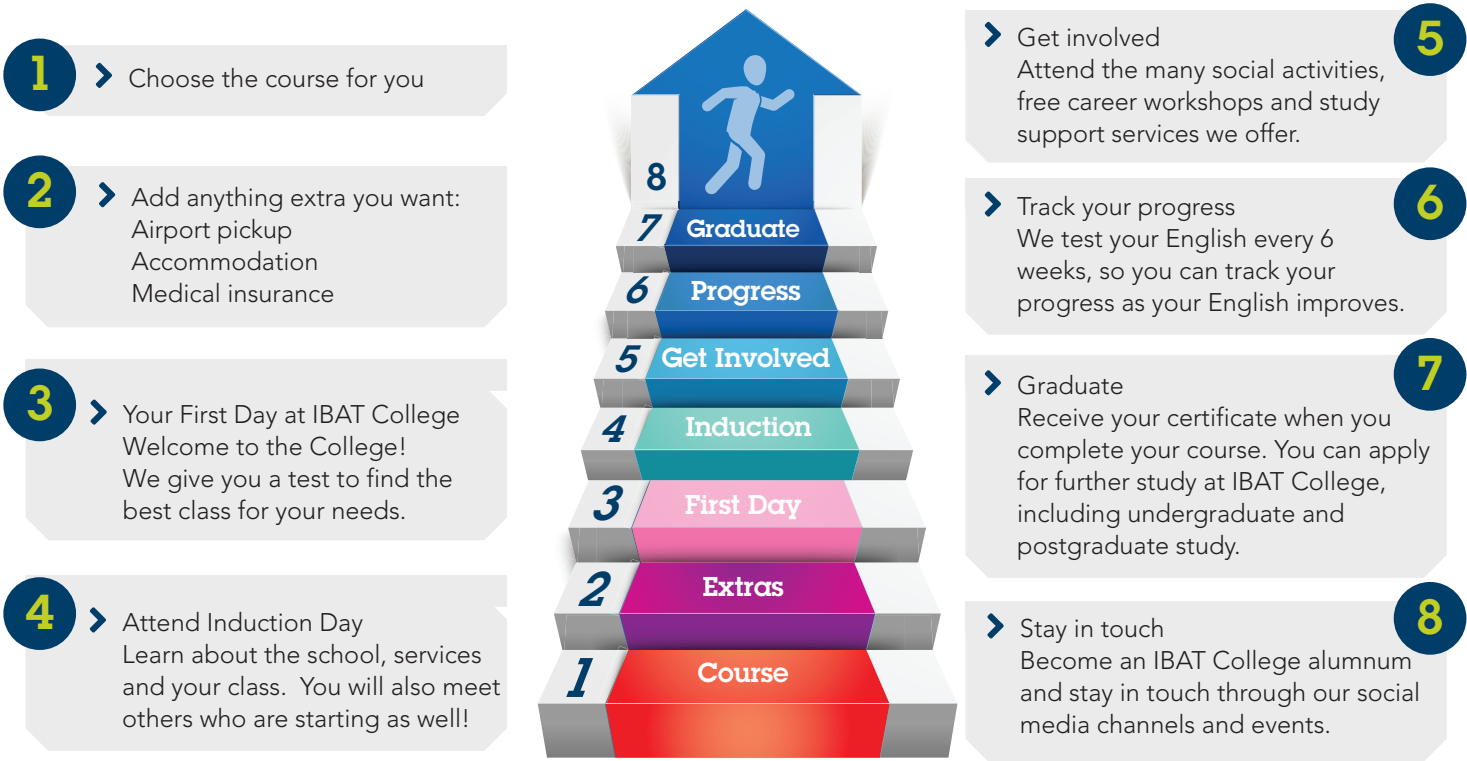 1
Choose the course for you
2
Add anything extra you want:
Airport pickup
Accommodation
Medical insurance
3
Your First Day at IBAT College
Welcome to the College!
We give you a test to find the
best class for your needs.
4
Attend Induction Day
Learn about the school, services
and your class.  You will also meet
others who are starting as well!
8
7 Graduate
6 Progress
5 Get Involved
4 Induction
3 First Day
2 Extras
1 Course
5
Get involved
Attend the many social activities,
free career workshops and study
support services we offer.
6
Track your progress
We test your English every 6
weeks, so you can track your
progress as your English improves.
7
Graduate
Receive your certificate when you
complete your course. You can apply
for further study at IBAT College,
including undergraduate and
postgraduate study.
8
Stay in touch
Become an IBAT College alumnum
and stay in touch through our social
media channels and events.